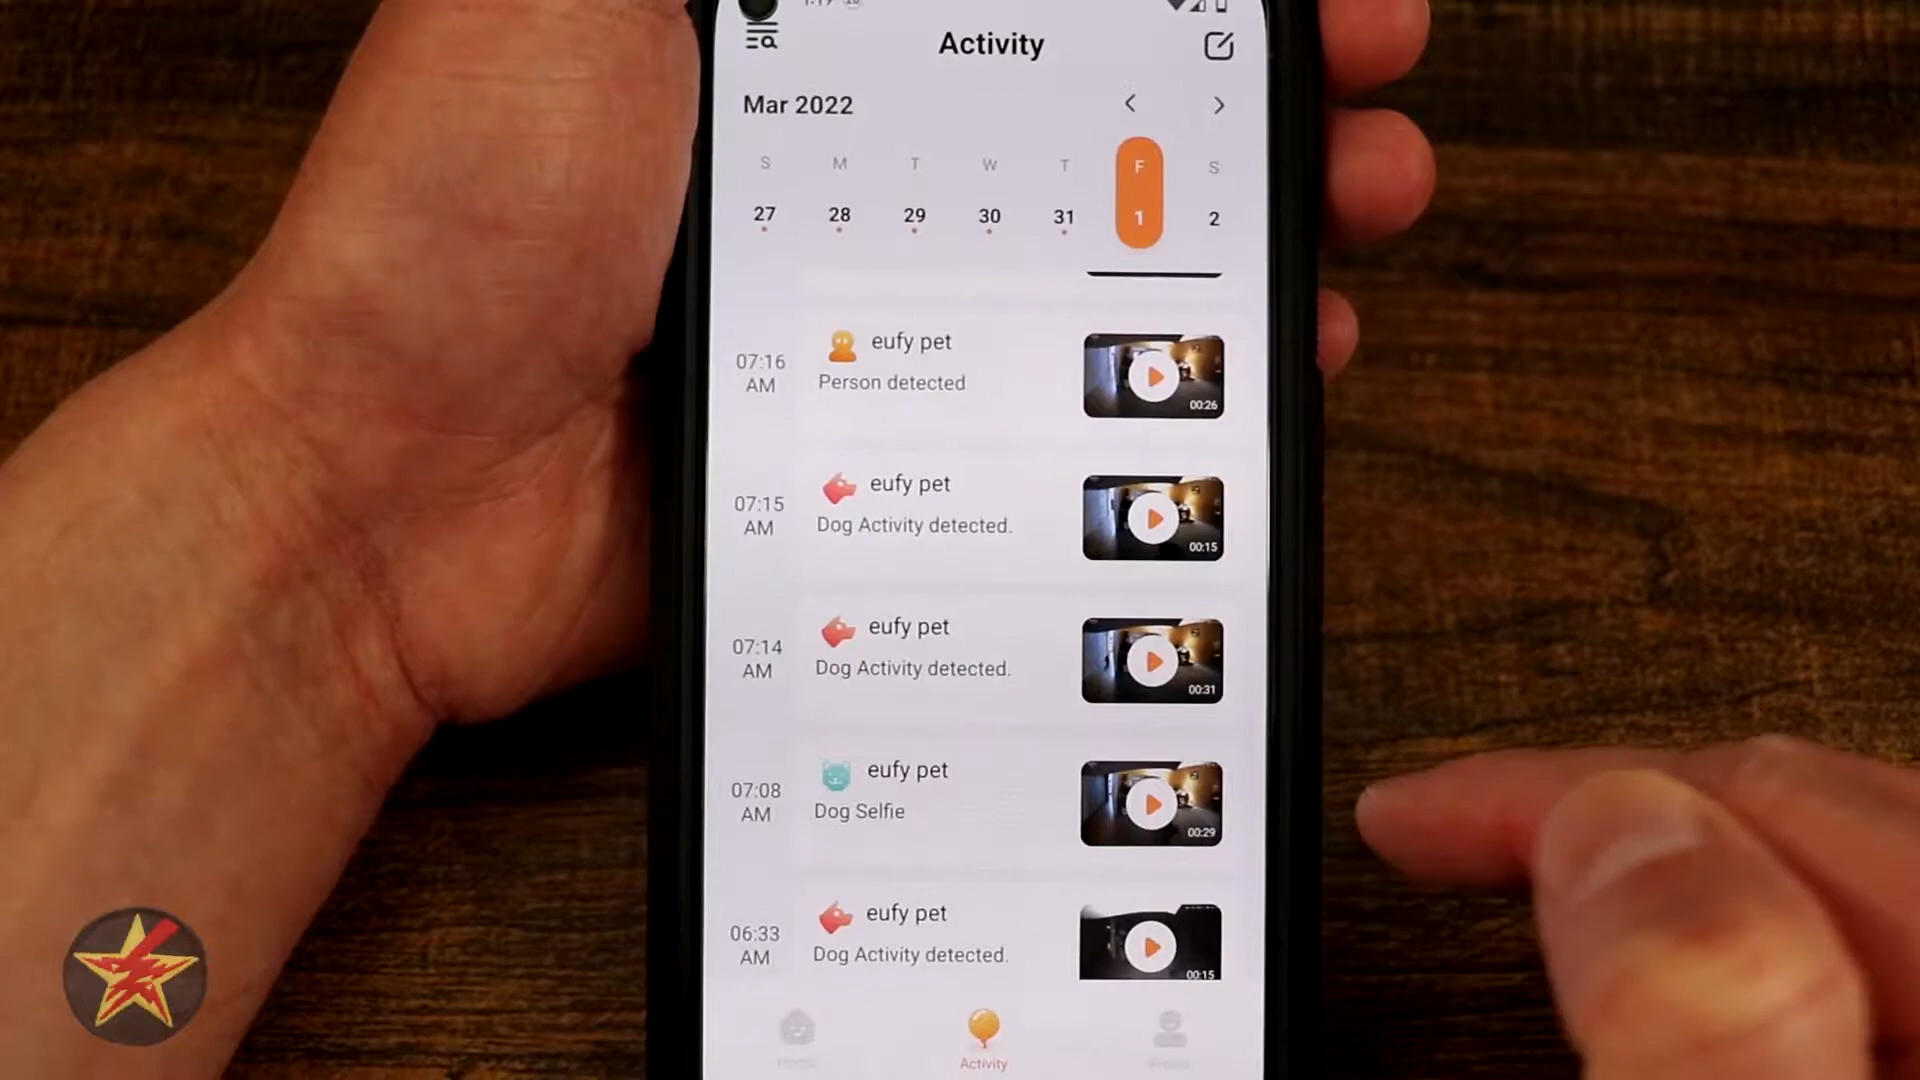 Activity
Mar 2022
S M T W T F S
27 28 29 30 31 1 2
07:16 AM
eufy pet
Person detected
00:26
07:15 AM
eufy pet
Dog Activity detected.
00:15
07:14 AM
eufy pet
Dog Activity detected.
00:31
07:08 AM
eufy pet
Dog Selfie
00:29
06:33 AM
eufy pet
Dog Activity detected.
00:15
Home Activity